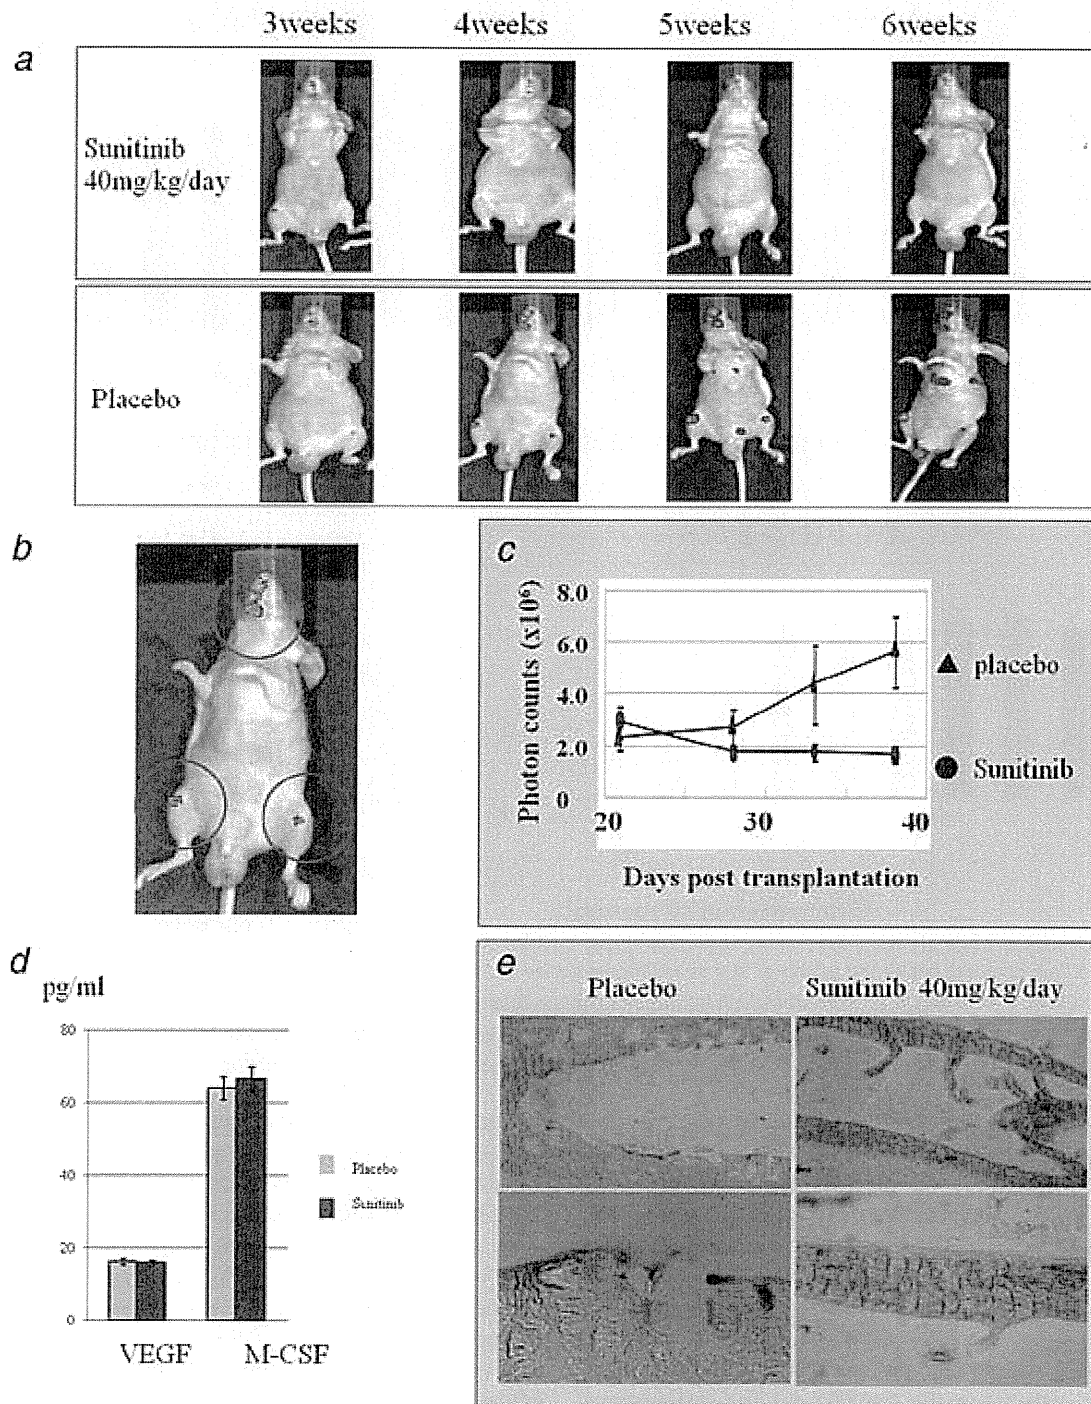 3weeks 4weeks 5weeks 6weeks
a
Sunitinib
40mg/kg/day
Placebo
b
c
Photon counts (x10⁶)
8.0
6.0
4.0
2.0
0
20 30 40
Days post transplantation
placebo
Sunitinib
d
pg/ml
80
60
40
20
0
VEGF M-CSF
Placebo
Sunitinib
e
Placebo Sunitinib 40mg/kg/day